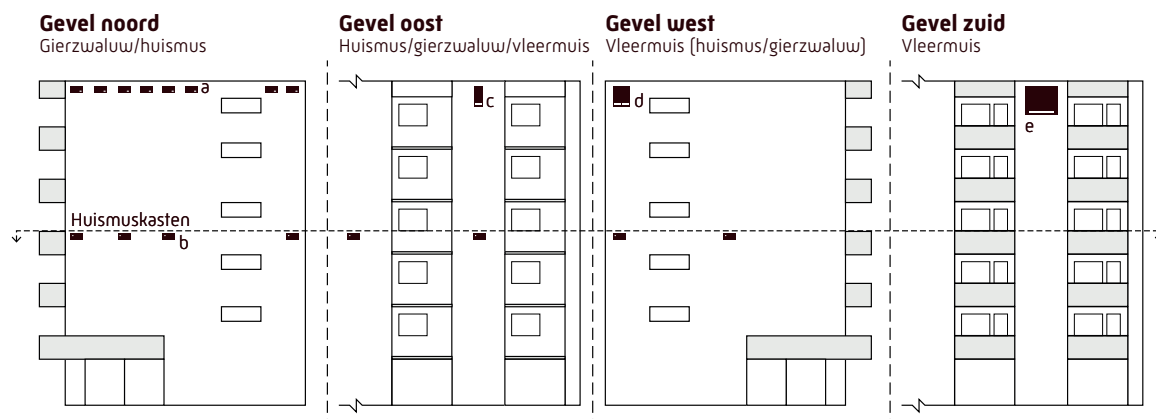 Gevel noord
Gierzwaluw/huismus
Gevel oost
Huismus/gierzwaluw/vleermuis
Gevel west
Vleermuis (huismus/gierzwaluw)
Gevel zuid
Vleermuis
a
c
d
e
Huismuskasten
b